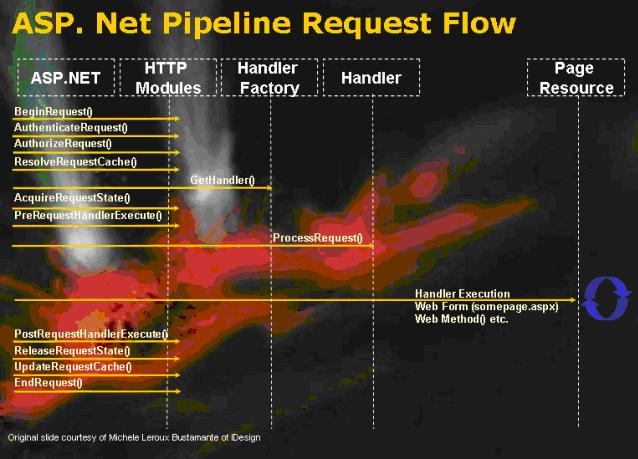 ASP. Net Pipeline Request Flow
ASP.NET
HTTP
Modules
Handler
Factory
Handler
Page
Resource
BeginRequest()
AuthenticateRequest()
AuthorizeRequest()
ResolveRequestCache()
GetHandler()
AcquireRequestState()
PreRequestHandlerExecute()
ProcessRequest()
Handler Execution
Web Form (somepage.aspx)
Web Method() etc.
PostRequestHandlerExecute()
ReleaseRequestState()
UpdateRequestCache()
EndRequest()
Original slide courtesy of Michele Leroux Bustamante of IDesign